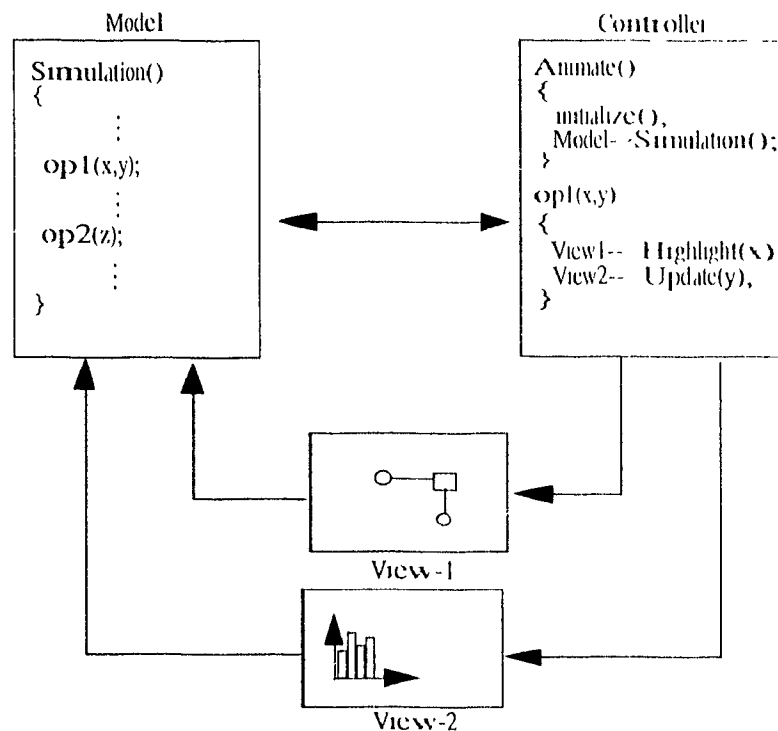 Model
Simulation()
{
⋮
op1(x,y);
⋮
op2(z);
⋮
}
Controller
Animate()
{
initialize(),
Model-->Simulation();
}
op1(x,y)
{
View1-- Highlight(x)
View2-- Update(y),
}
View-1
View-2